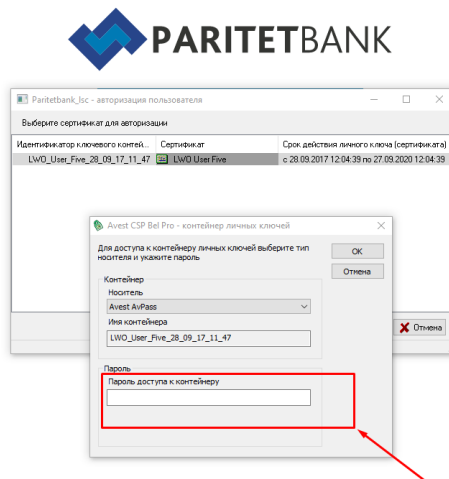 PARITETBANK
Paritetbank_lsc - авторизация пользователя
Выберите сертификат для авторизации
Идентификатор ключевого контей... Сертификат Срок действия личного ключа (сертификата)
LWO_User_Five_28_09_17_11_47 LWO User Five с 28.09.2017 12:04:39 по 27.09.2020 12:04:39
Avest CSP Bel Pro - контейнер личных ключей
Для доступа к контейнеру личных ключей выберите тип
носителя и укажите пароль
OK
Отмена
Контейнер
Носитель
Avest AvPass
Имя контейнера
LWO_User_Five_28_09_17_11_47
Отмена
Пароль
Пароль доступа к контейнеру